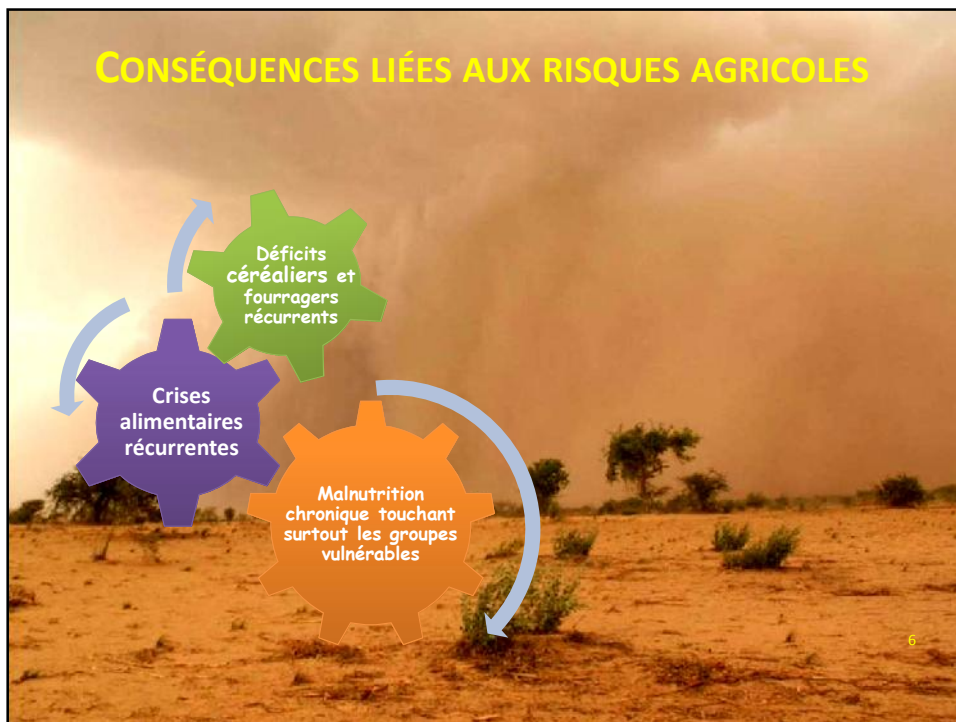 CONSÉQUENCES LIÉES AUX RISQUES AGRICOLES
Déficits
céréaliers et
fourragers
récurrents
Crises
alimentaires
récurrentes
Malnutrition
chronique touchant
surtout les groupes
vulnérables
6